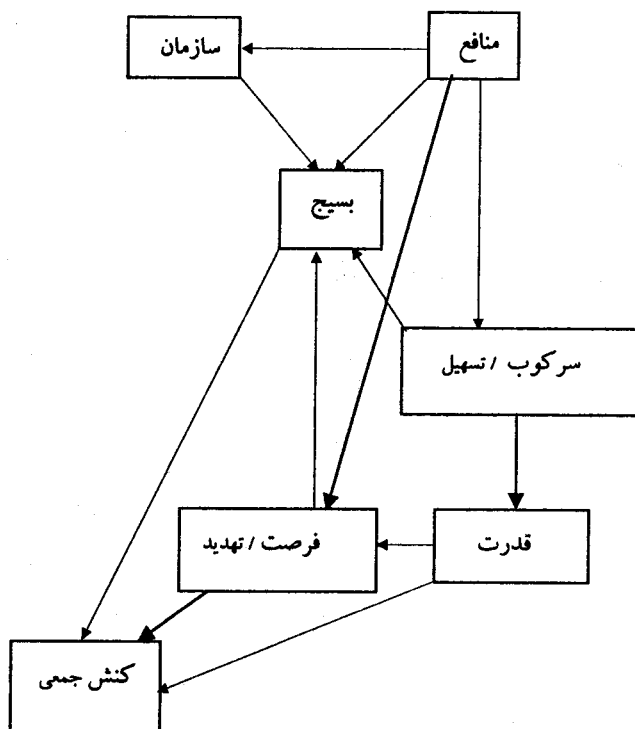 منافع
سازمان
بسیج
سرکوب / تسهیل
قدرت
فرصت / تهدید
کنش جمعی